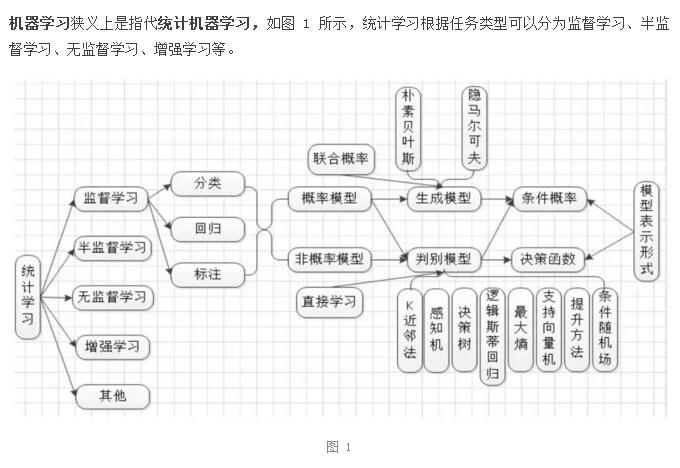 机器学习狭义上是指代统计机器学习，如图 1 所示，统计学习根据任务类型可以分为监督学习、半监
督学习、无监督学习、增强学习等。
朴素贝叶斯
隐马尔可夫
联合概率
监督学习
分类
概率模型
生成模型
条件概率
模型表示形式
回归
半监督学习
非概率模型
判别模型
决策函数
标注
统计学习
无监督学习
直接学习
K近邻法
感知机
决策树
逻辑斯蒂回归
最大熵
支持向量机
提升方法
条件随机场
增强学习
其他
图 1